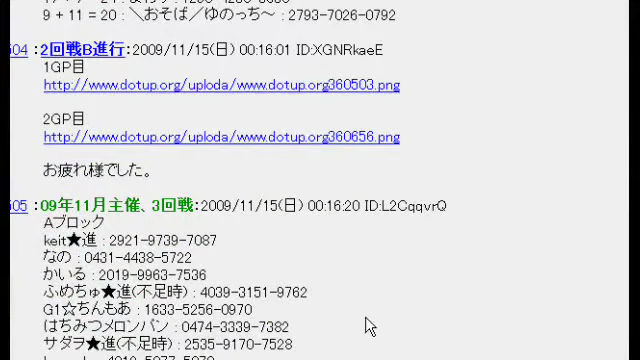 9 + 11 = 20 : ＼おそば／ゆのっち～ : 2793-7026-0792
504 ：2回戦B進行：2009/11/15(日) 00:16:01 ID:XGNRkaeE
1GP目
http://www.dotup.org/uploda/www.dotup.org360503.png
2GP目
http://www.dotup.org/uploda/www.dotup.org360656.png
お疲れ様でした。
505 ：09年11月主催、3回戦：2009/11/15(日) 00:16:20 ID:L2CqqvrQ
Aブロック
keit★進 : 2921-9739-7087
なの : 0431-4438-5722
かいる : 2019-9963-7536
ふめちゅ★進(不足時) : 4039-3151-9762
G1☆ちんもあ : 1633-5256-0970
はちみつメロンパン : 0474-3339-7382
サダヲ★進(不足時) : 2535-9170-7528